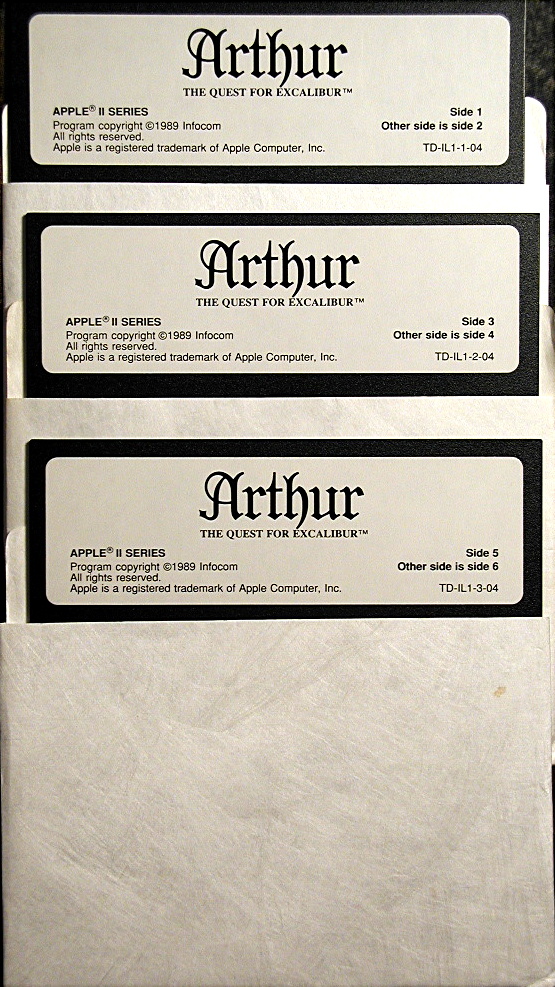 Arthur
THE QUEST FOR EXCALIBUR™
APPLE® II SERIES Side 1
Program copyright ©1989 Infocom Other side is side 2
All rights reserved.
Apple is a registered trademark of Apple Computer, Inc. TD-IL1-1-04
Arthur
THE QUEST FOR EXCALIBUR™
APPLE® II SERIES Side 3
Program copyright ©1989 Infocom Other side is side 4
All rights reserved.
Apple is a registered trademark of Apple Computer, Inc. TD-IL1-2-04
Arthur
THE QUEST FOR EXCALIBUR™
APPLE® II SERIES Side 5
Program copyright ©1989 Infocom Other side is side 6
All rights reserved.
Apple is a registered trademark of Apple Computer, Inc. TD-IL1-3-04